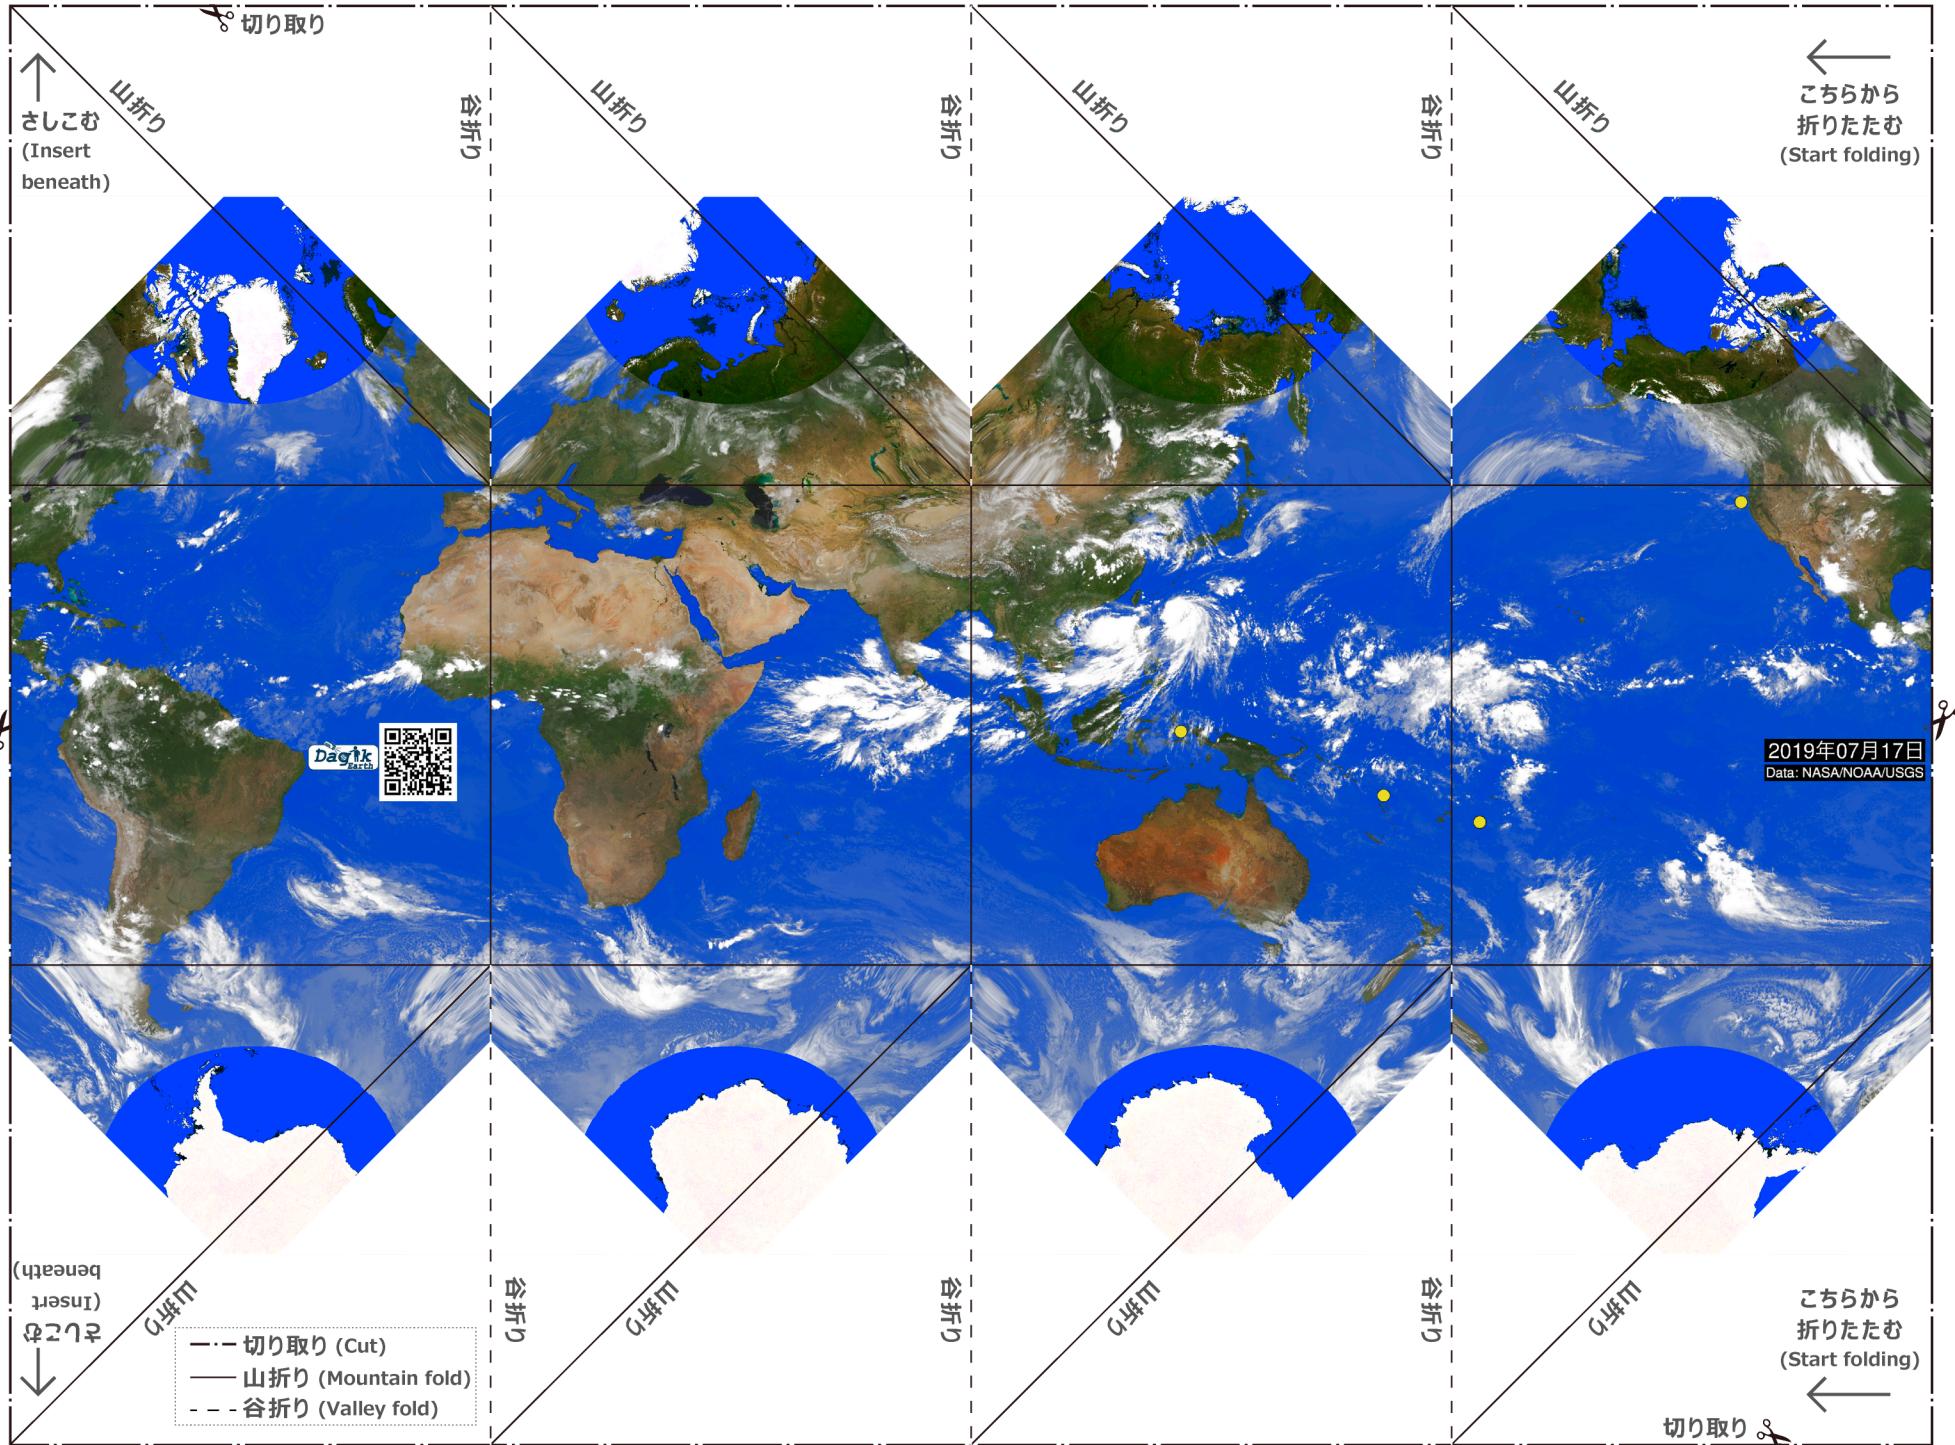 切り取り
さしこむ
(Insert
beneath)
山折り
谷折り
山折り
谷折り
山折り
谷折り
山折り
こちらから
折りたたむ
(Start folding)
Dagik
Earth
2019年07月17日
Data: NASA/NOAA/USGS
さしこむ
(Insert
beneath)
山折り
谷折り
山折り
谷折り
山折り
谷折り
山折り
こちらから
折りたたむ
(Start folding)
切り取り (Cut)
山折り (Mountain fold)
谷折り (Valley fold)
切り取り